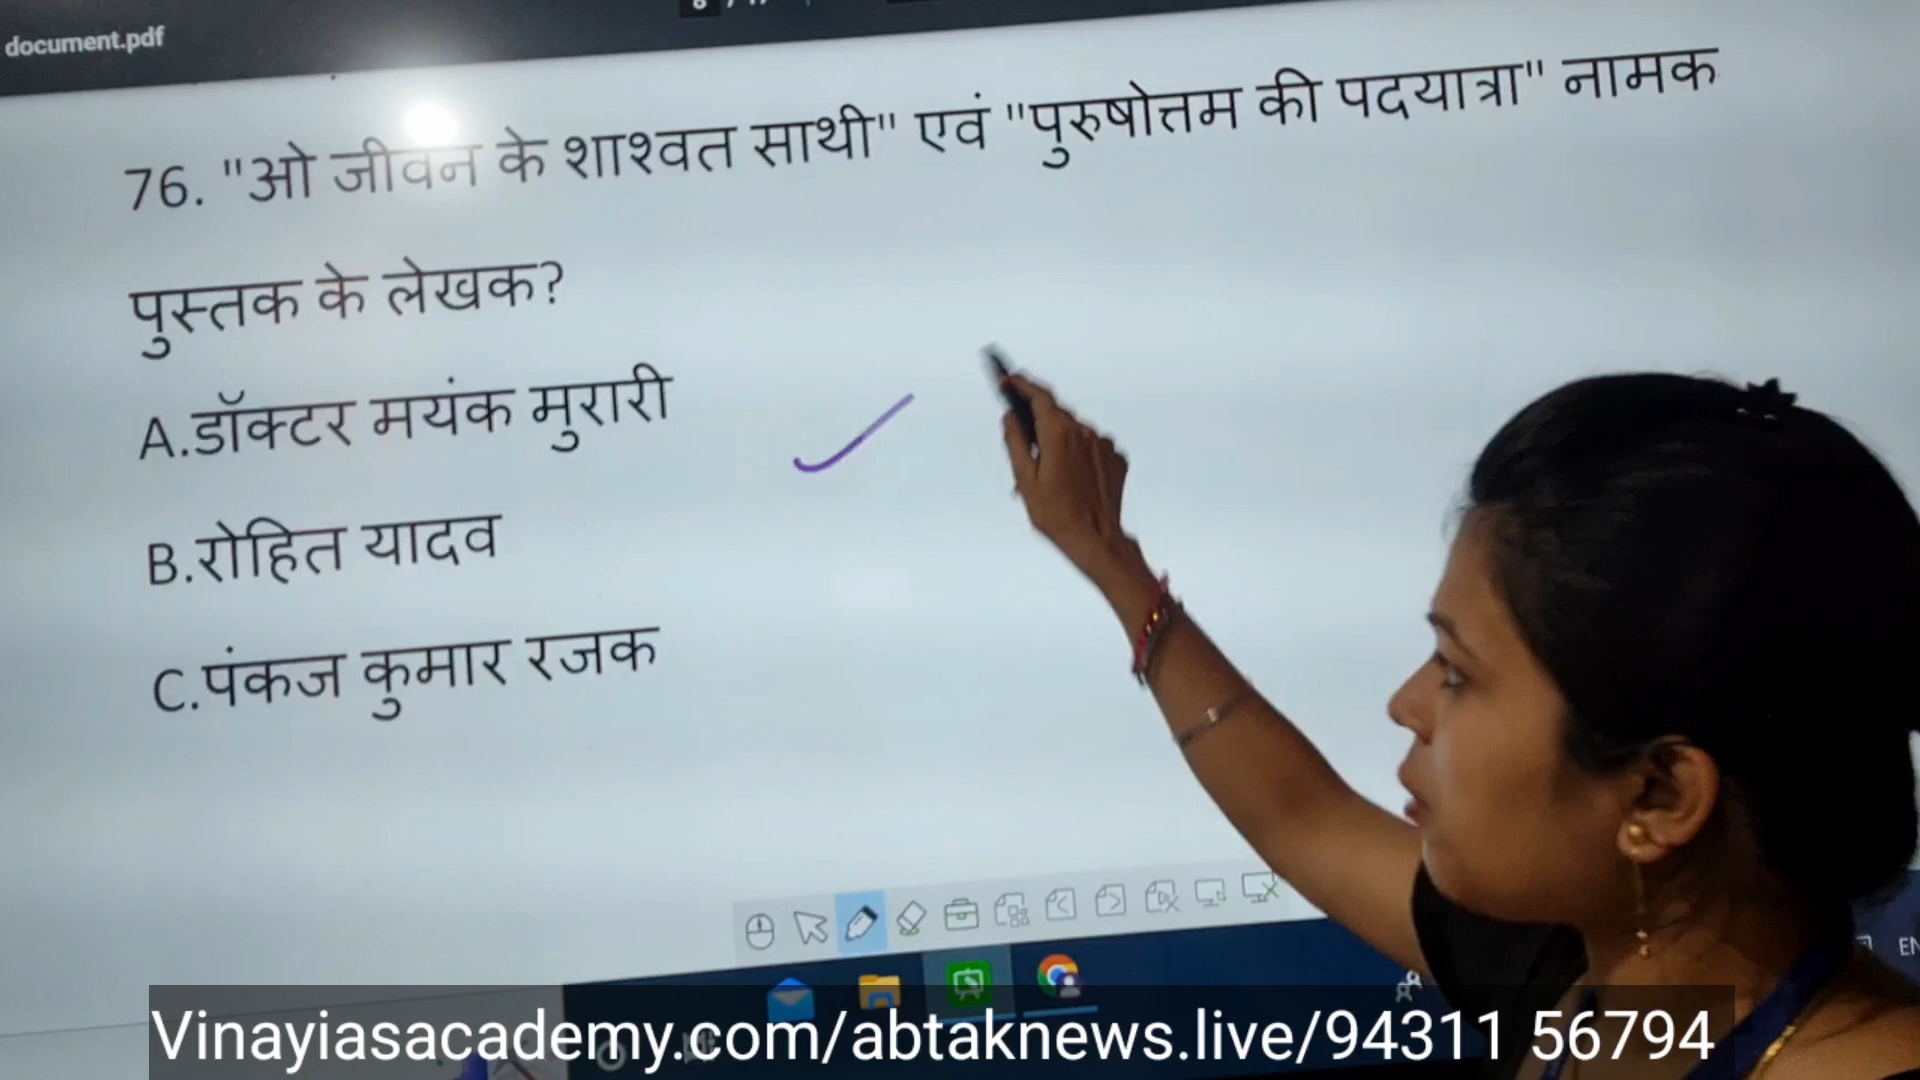 document.pdf
76. "ओ जीवन के शाश्वत साथी" एवं "पुरुषोत्तम की पदयात्रा" नामक
पुस्तक के लेखक?
A.डॉक्टर मयंक मुरारी
B.रोहित यादव
C.पंकज कुमार रजक
EN
Vinayiasacademy.com/abtaknews.live/94311 56794